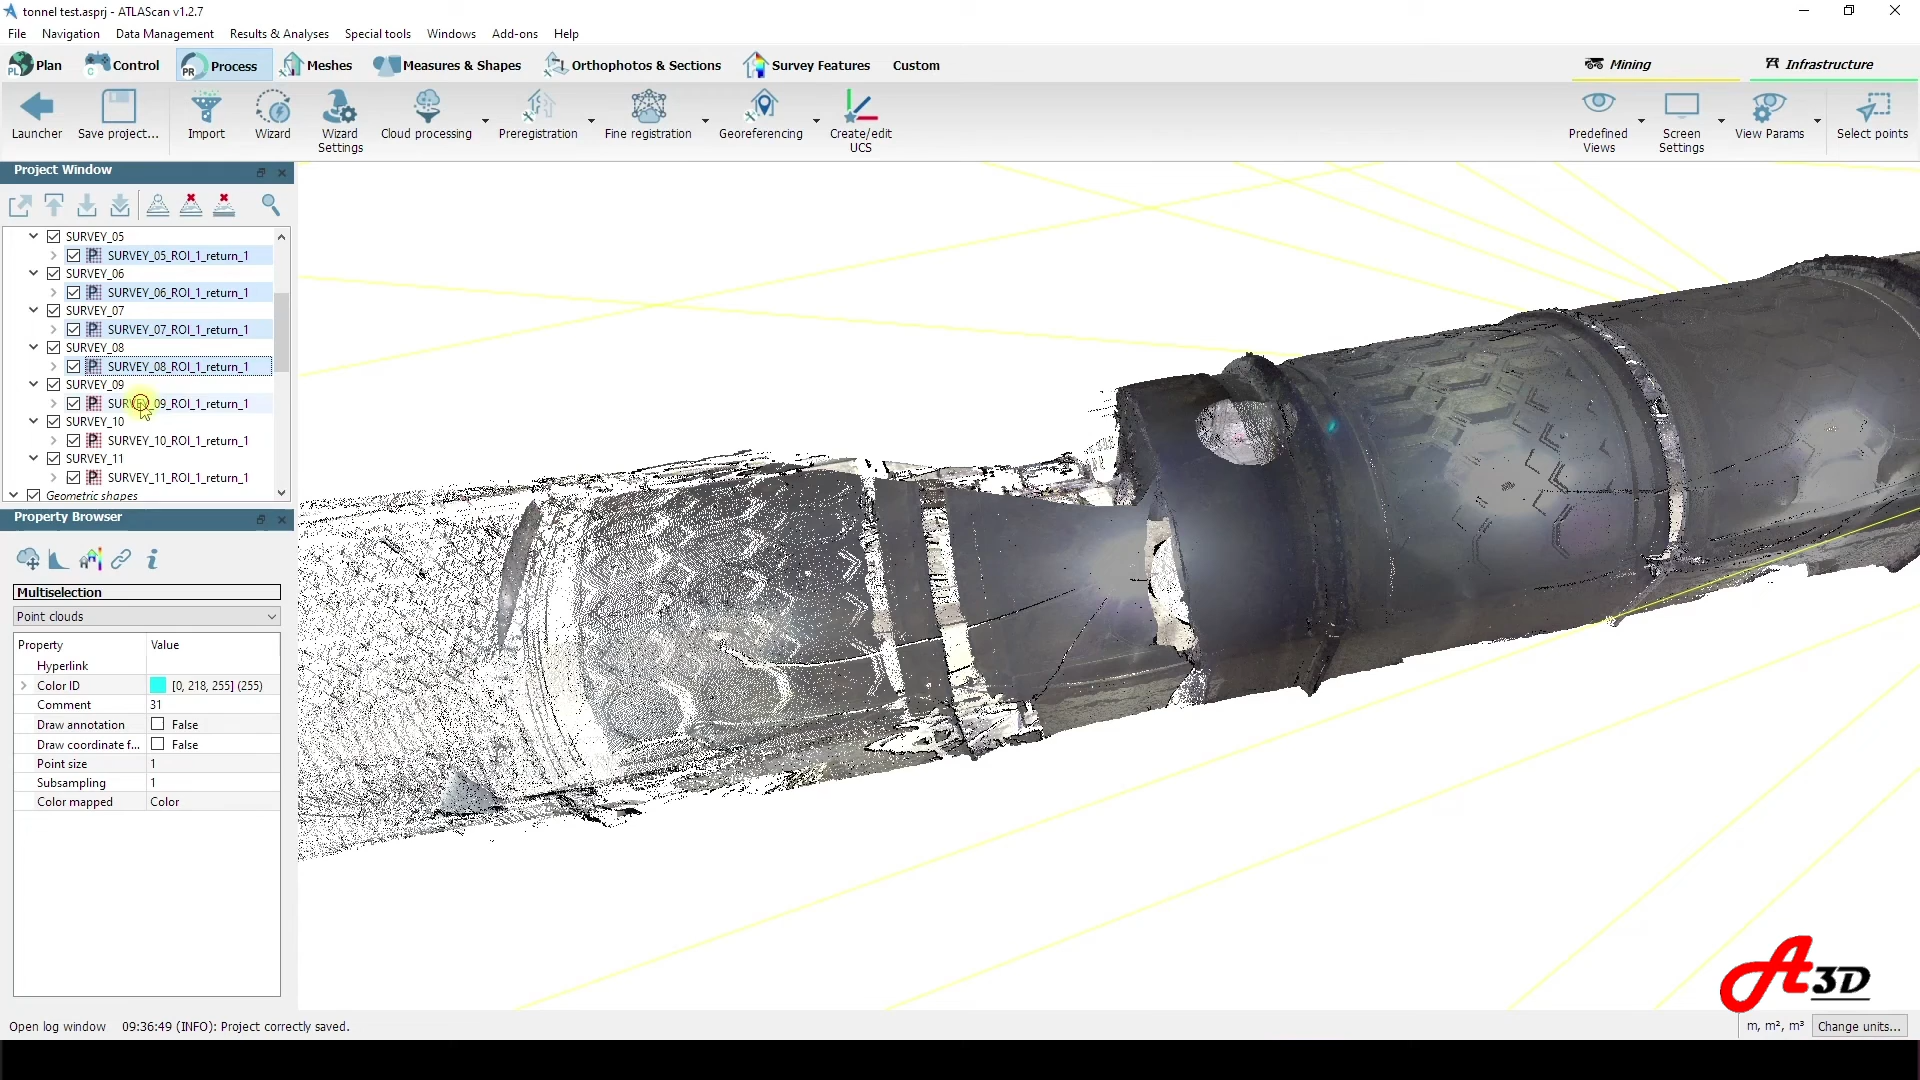 tonnel test.asprj - ATLAScan v1.2.7
File Navigation Data Management Results & Analyses Special tools Windows Add-ons Help
PL Plan C Control PR Process Meshes Measures & Shapes Orthophotos & Sections Survey Features Custom Mining Infrastructure
Launcher Save project... Import Wizard Wizard Settings Cloud processing Preregistration Fine registration Georeferencing Create/edit UCS Predefined Views Screen Settings View Params Select points
Project Window
SURVEY_05
P SURVEY_05_ROI_1_return_1
SURVEY_06
P SURVEY_06_ROI_1_return_1
SURVEY_07
P SURVEY_07_ROI_1_return_1
SURVEY_08
P SURVEY_08_ROI_1_return_1
SURVEY_09
P SURVEY_09_ROI_1_return_1
SURVEY_10
P SURVEY_10_ROI_1_return_1
SURVEY_11
P SURVEY_11_ROI_1_return_1
Geometric shapes
Property Browser
Multiselection
Point clouds
Property Value
Hyperlink
Color ID [0, 218, 255] (255)
Comment 31
Draw annotation False
Draw coordinate f... False
Point size 1
Subsampling 1
Color mapped Color
A3D
Open log window 09:36:49 (INFO): Project correctly saved. m, m², m³ Change units...